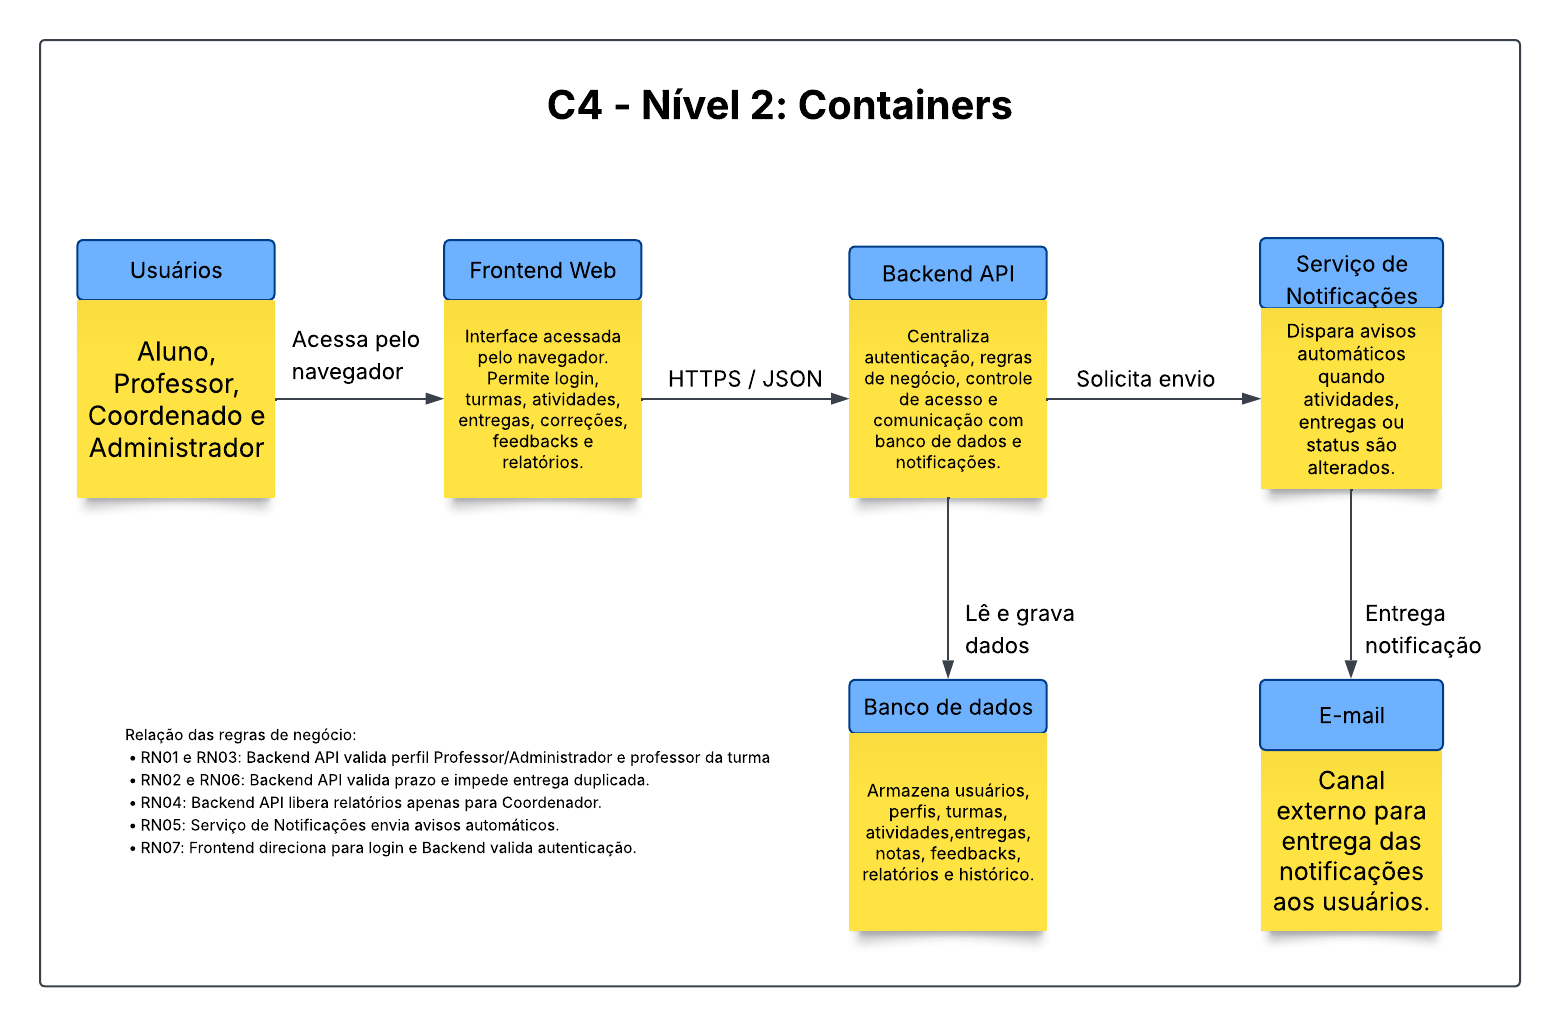 C4 - Nível 2: Containers
Usuários
Aluno,
Professor,
Coordenado e
Administrador
Acessa pelo
navegador
Frontend Web
Interface acessada
pelo navegador.
Permite login,
turmas, atividades,
entregas, correções,
feedbacks e
relatórios.
HTTPS / JSON
Backend API
Centraliza
autenticação, regras
de negócio, controle
de acesso e
comunicação com
banco de dados e
notificações.
Solicita envio
Serviço de
Notificações
Dispara avisos
automáticos
quando
atividades,
entregas ou
status são
alterados.
Lê e grava
dados
Entrega
notificação
Banco de dados
Armazena usuários,
perfis, turmas,
atividades,entregas,
notas, feedbacks,
relatórios e histórico.
E-mail
Canal
externo para
entrega das
notificações
aos usuários.
Relação das regras de negócio:
• RN01 e RN03: Backend API valida perfil Professor/Administrador e professor da turma
• RN02 e RN06: Backend API valida prazo e impede entrega duplicada.
• RN04: Backend API libera relatórios apenas para Coordenador.
• RN05: Serviço de Notificações envia avisos automáticos.
• RN07: Frontend direciona para login e Backend valida autenticação.